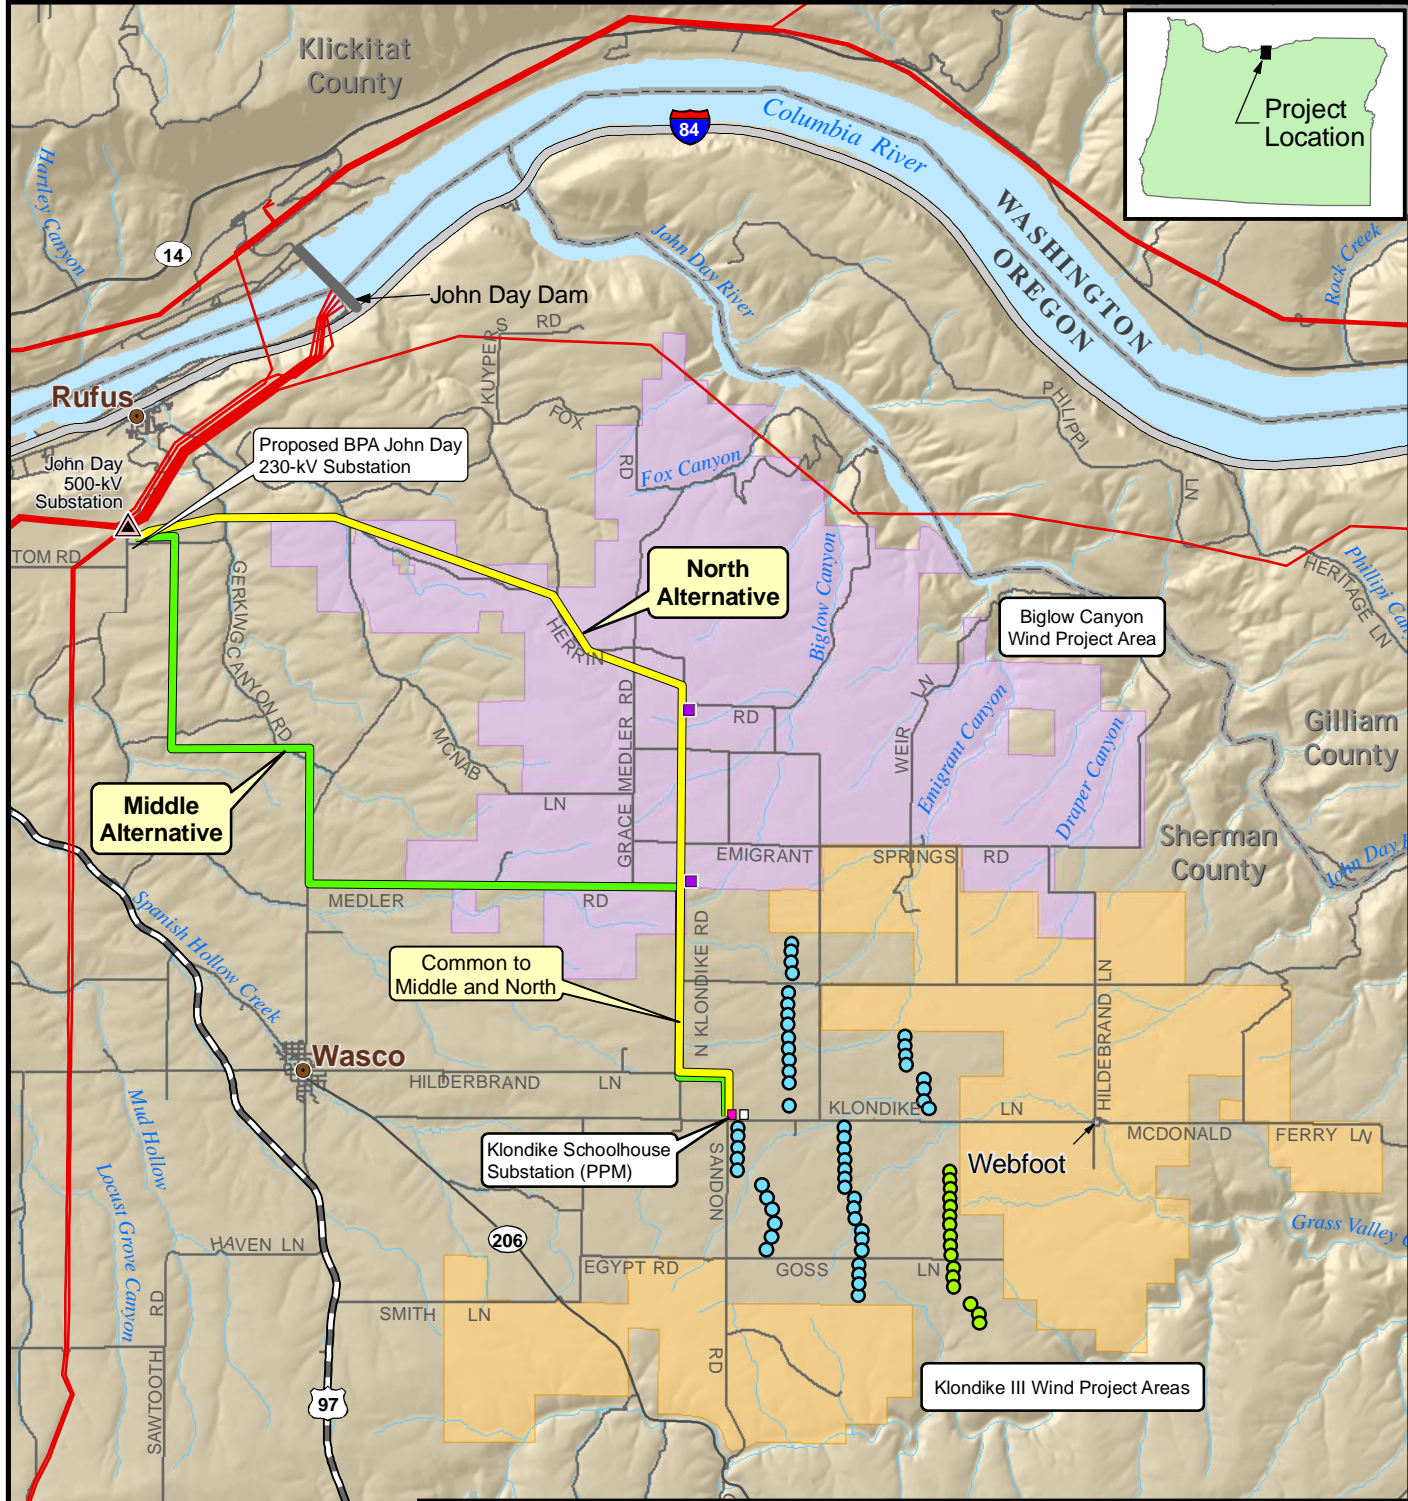 Klickitat
County
Hartley Canyon
14
84
Columbia River
Project
Location
WASHINGTON
OREGON
Rock Creek
John Day River
John Day Dam
KUYPERS RD
Rufus
FOX
RD
Fox Canyon
PHILIPPI
LN
Proposed BPA John Day
230-kV Substation
John Day
500-kV
Substation
TOM RD
GERKING CANYON RD
North
Alternative
HERRIN
Biglow Canyon
Biglow Canyon
Wind Project Area
HERITAGE LN
Phillipi
RD
WEIR LN
Emigrant Canyon
Draper Canyon
Gilliam
County
MCNAB
LN
GRACE MEDLER RD
Middle
Alternative
EMIGRANT SPRINGS RD
Sherman
County
John Day
MEDLER RD
Spanish Hollow Creek
Common to
Middle and North
N KLONDIKE RD
HILDEBRAND LN
Wasco
HILDERBRAND LN
KLONDIKE LN
MCDONALD FERRY LN
Mud Hollow
Locust Grove Canyon
Klondike Schoolhouse
Substation (PPM)
SANDON
RD
Webfoot
Grass Valley
HAVEN LN
206
EGYPT RD
GOSS LN
SMITH LN
SAWTOOTH RD
97
Klondike III Wind Project Areas